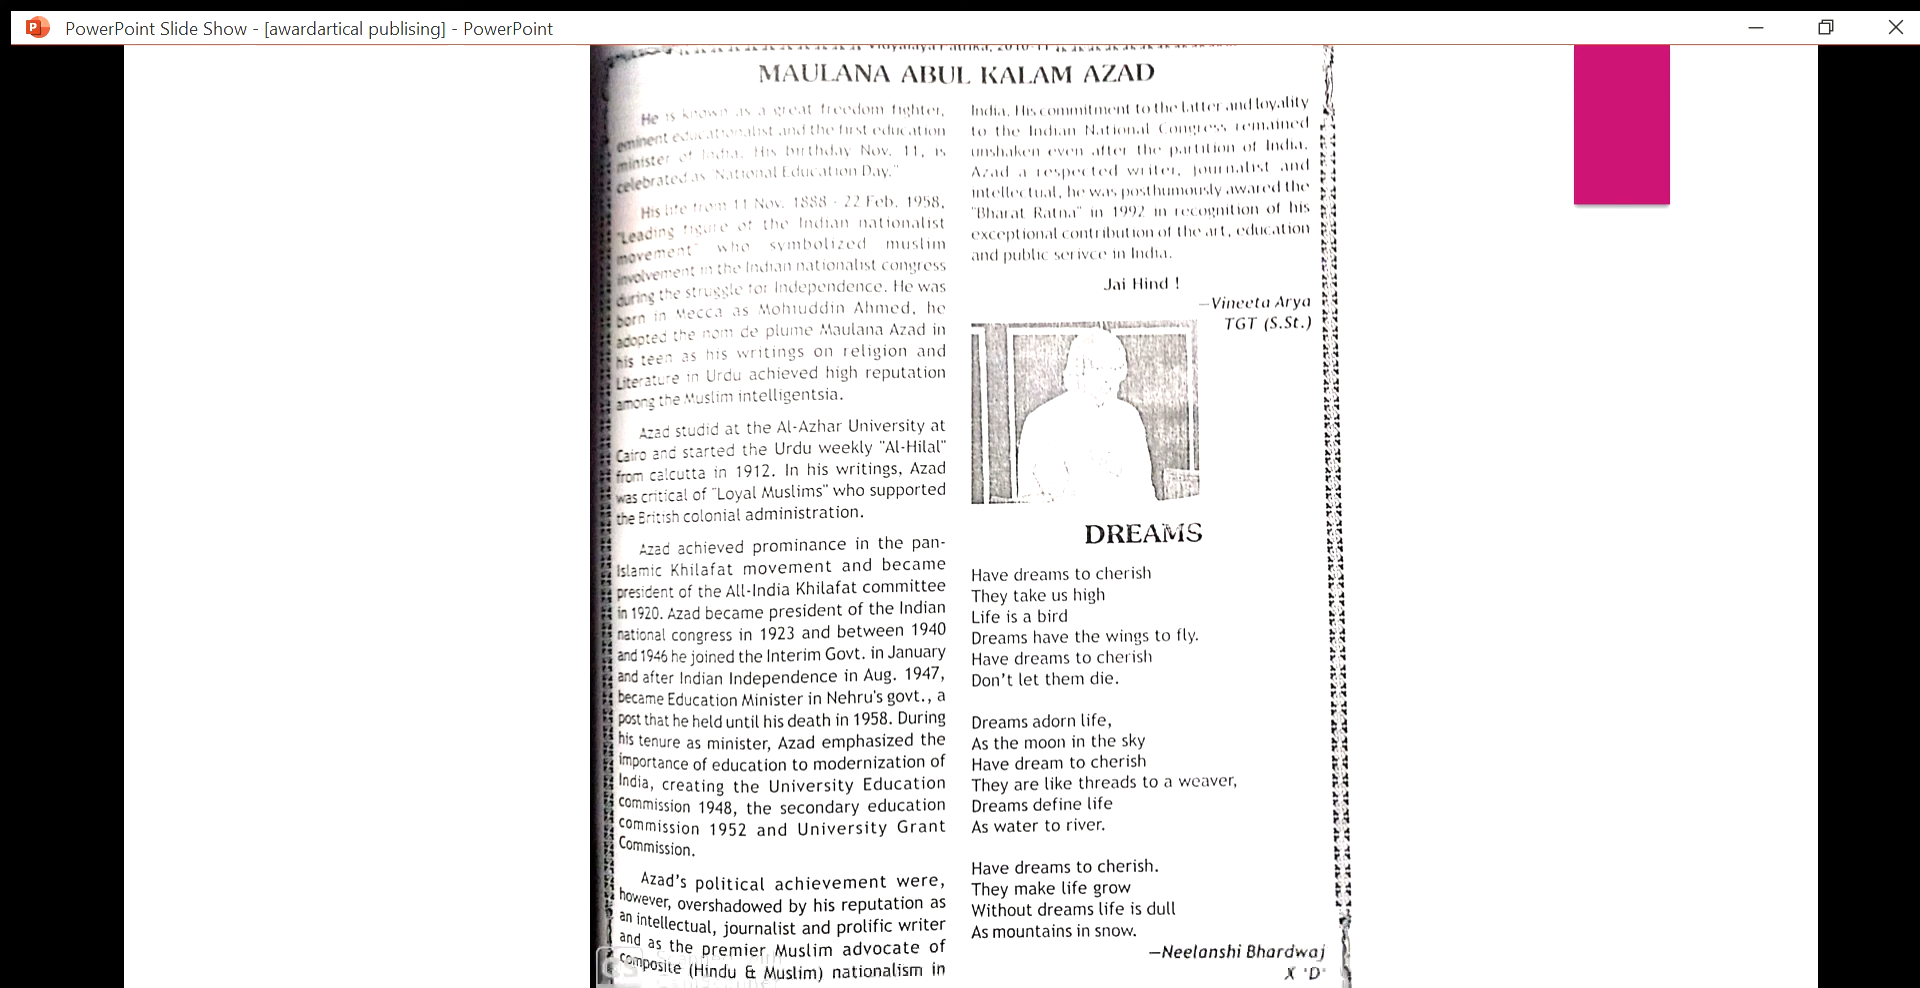 PowerPoint Slide Show - [awardartical publising] - PowerPoint
Vidyalaya Patrika, 2010-11
MAULANA ABUL KALAM AZAD
He is known as a great freedom fighter,
eminent educationalist and the first education
minister of India. His birthday Nov. 11, is
celebrated as "National Education Day."
His life from 11 Nov. 1888 - 22 Feb. 1958,
"Leading figure of the Indian nationalist
movement" who symbolized muslim
involvement in the Indian nationalist congress
during the struggle for Independence. He was
born in Mecca as Mohiuddin Ahmed, he
adopted the nom de plume Maulana Azad in
his teen as his writings on religion and
Literature in Urdu achieved high reputation
among the Muslim intelligentsia.
Azad studid at the Al-Azhar University at
Cairo and started the Urdu weekly "Al-Hilal"
from calcutta in 1912. In his writings, Azad
was critical of "Loyal Muslims" who supported
the British colonial administration.
Azad achieved prominance in the pan-
Islamic Khilafat movement and became
president of the All-India Khilafat committee
in 1920. Azad became president of the Indian
national congress in 1923 and between 1940
and 1946 he joined the Interim Govt. in January
and after Indian Independence in Aug. 1947,
became Education Minister in Nehru's govt., a
post that he held until his death in 1958. During
his tenure as minister, Azad emphasized the
importance of education to modernization of
India, creating the University Education
commission 1948, the secondary education
commission 1952 and University Grant
Commission.
Azad's political achievement were,
however, overshadowed by his reputation as
an intellectual, journalist and prolific writer
and as the premier Muslim advocate of
composite (Hindu & Muslim) nationalism in
India. His commitment to the latter and loyality
to the Indian National Congress remained
unshaken even after the partition of India.
Azad a respected writer, journalist and
intellectual, he was posthumously awared the
"Bharat Ratna" in 1992 in recognition of his
exceptional contribution of the art, education
and public serivce in India.
Jai Hind !
—Vineeta Arya
TGT (S.St.)
DREAMS
Have dreams to cherish
They take us high
Life is a bird
Dreams have the wings to fly.
Have dreams to cherish
Don't let them die.
Dreams adorn life,
As the moon in the sky
Have dream to cherish
They are like threads to a weaver,
Dreams define life
As water to river.
Have dreams to cherish.
They make life grow
Without dreams life is dull
As mountains in snow.
—Neelanshi Bhardwaj
X 'D'
CS